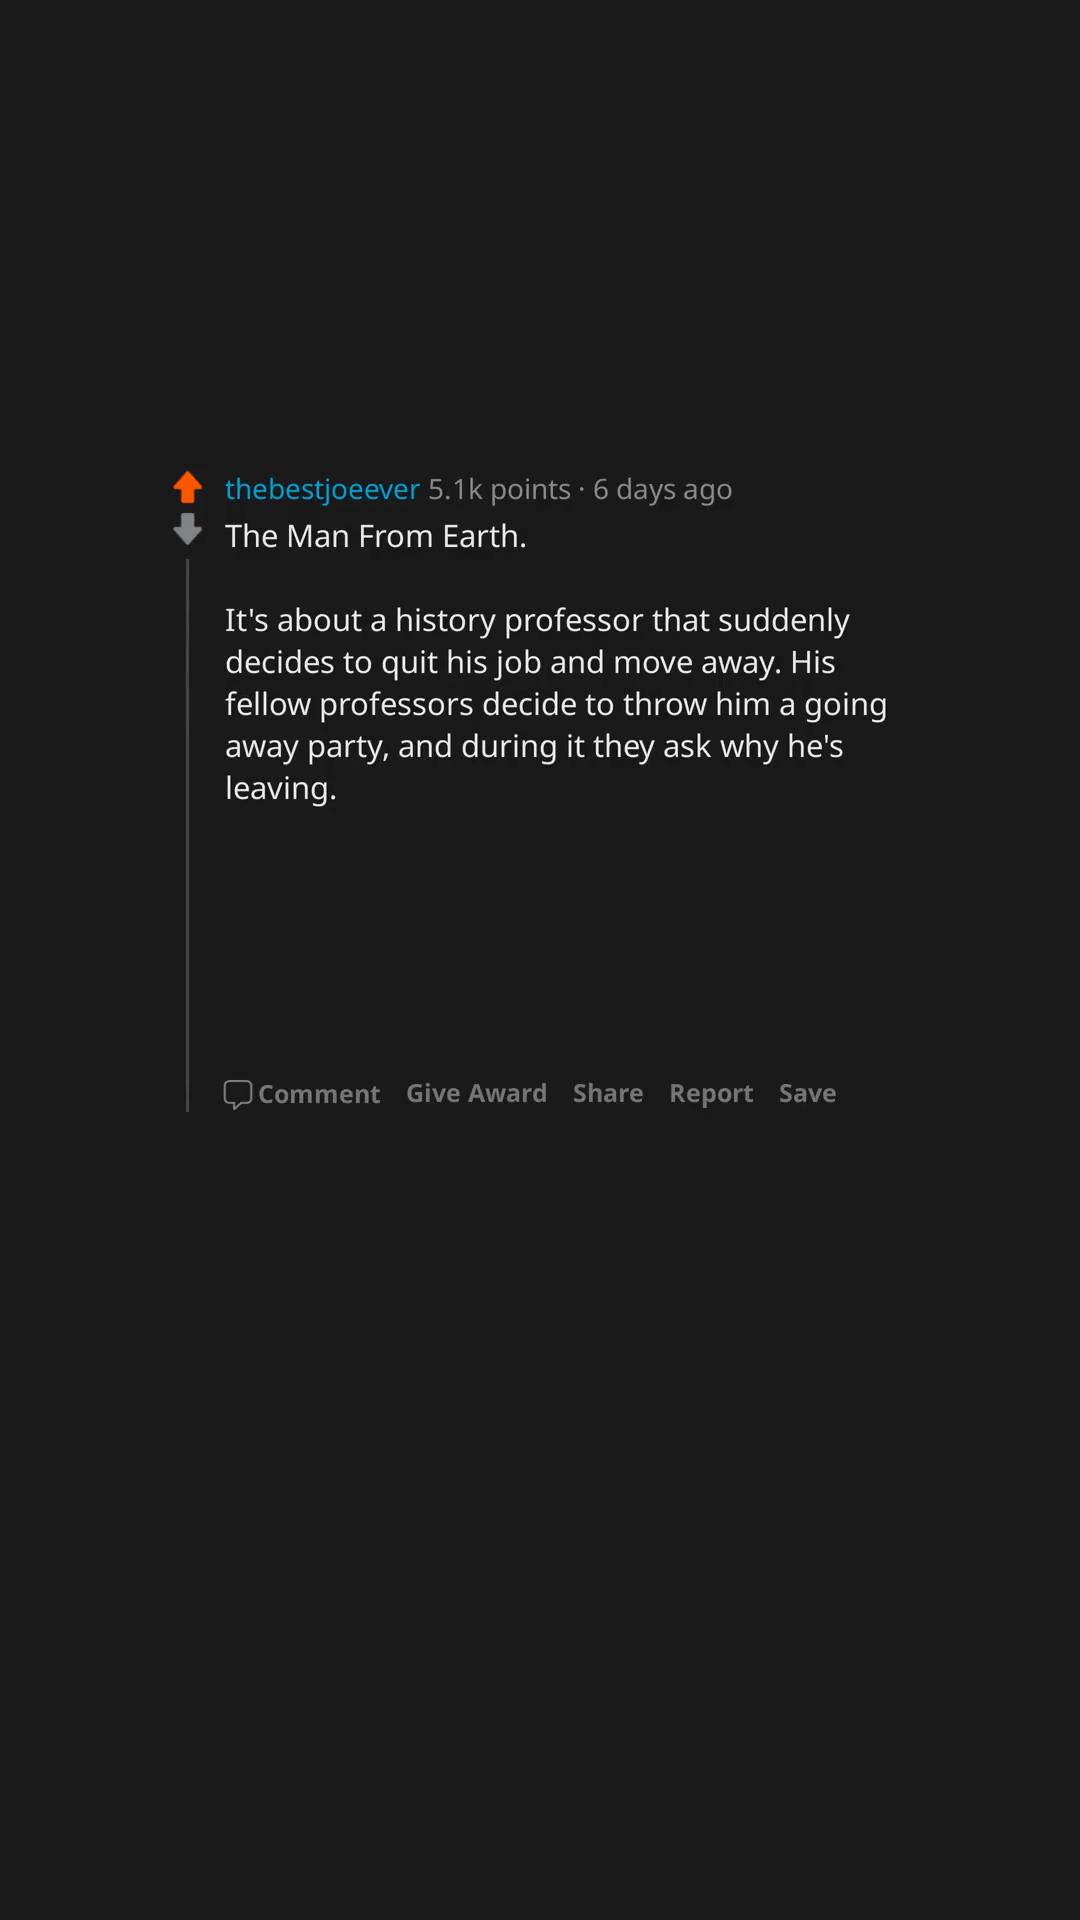 thebestjoeever 5.1k points · 6 days ago
The Man From Earth.
It's about a history professor that suddenly
decides to quit his job and move away. His
fellow professors decide to throw him a going
away party, and during it they ask why he's
leaving.
Comment Give Award Share Report Save